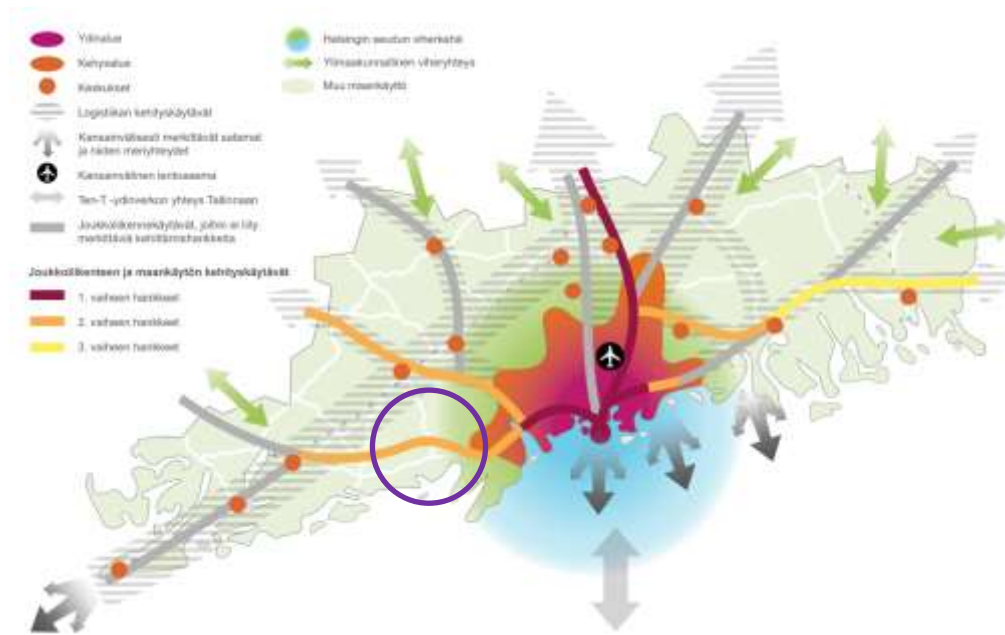 Ydinalue
Kehysalue
Keskukset
Logistiikan kehityskäytävät
Kansainvälisesti merkittävät satamat
ja niiden meriyhteydet
Kansainvälinen lentoasema
Ten-T -ydinverkon yhteys Tallinnaan
Joukkoliikennekäytävät, joihin ei liity
merkittäviä kehittämishankkeita
Joukkoliikenteen ja maankäytön kehityskäytävät
1. vaiheen hankkeet
2. vaiheen hankkeet
3. vaiheen hankkeet
Helsingin seudun viherkehä
Ylimaakunnallinen viheryhteys
Muu maankäyttö